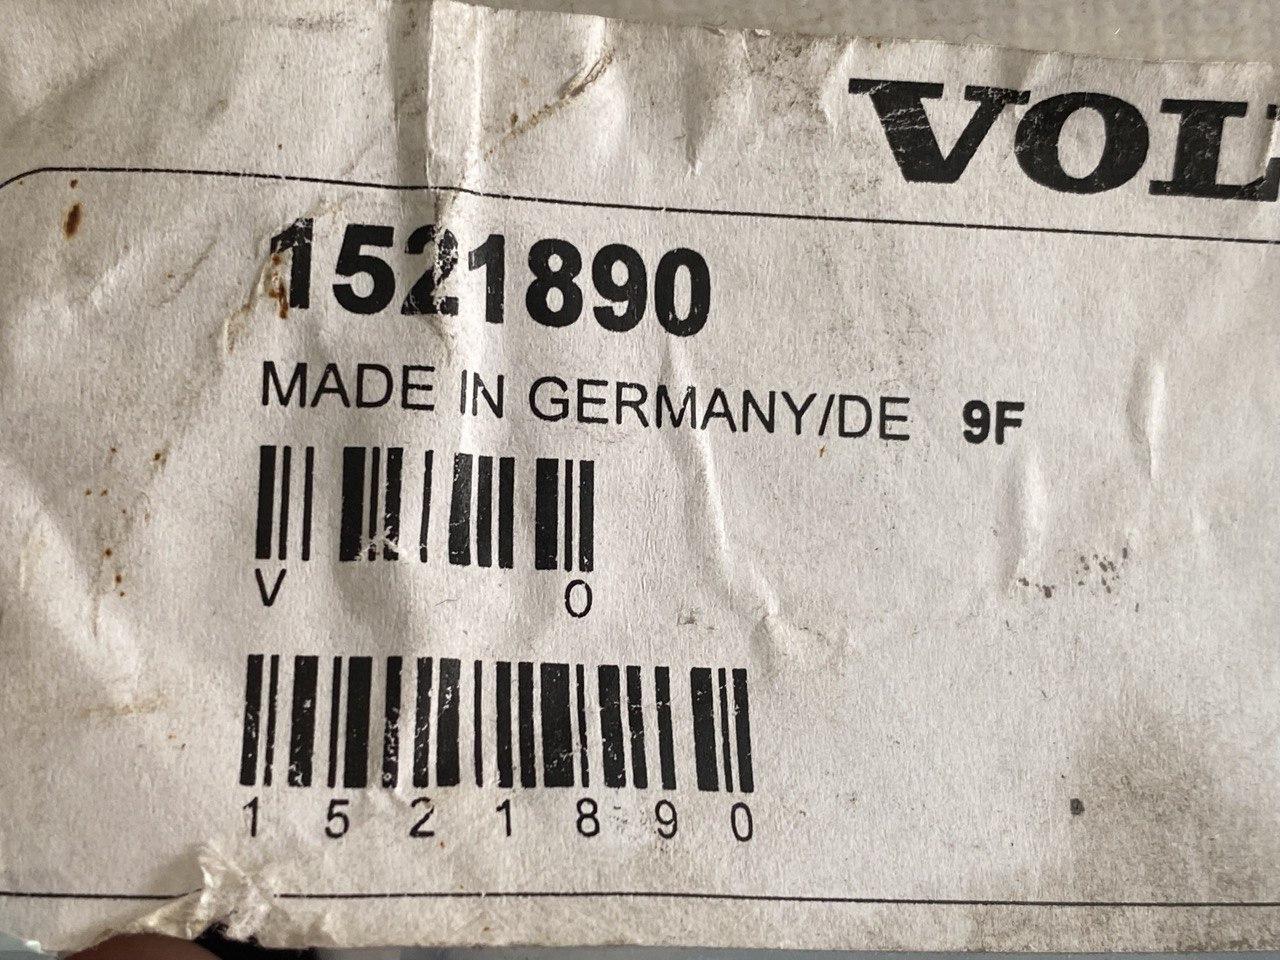 VOL
1521890
MADE IN GERMANY/DE 9F
V O
1 5 2 1 8 9 0